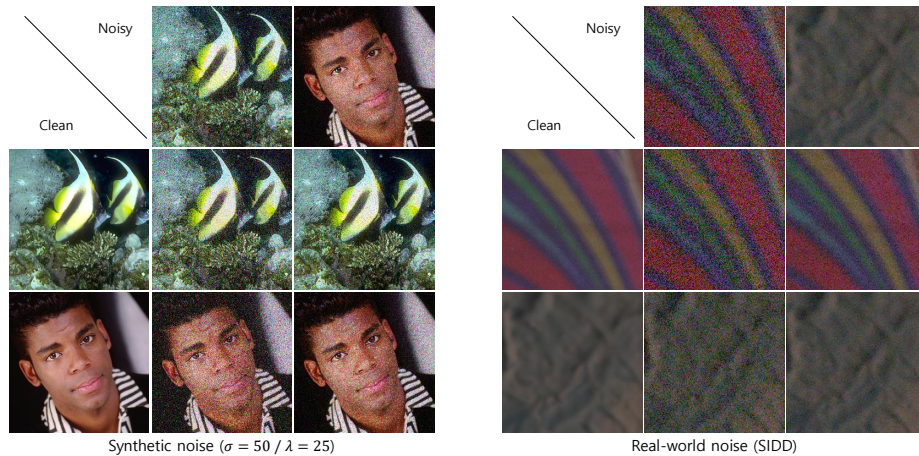 Noisy
Clean
Noisy
Clean
Synthetic noise (σ = 50 / λ = 25)
Real-world noise (SIDD)